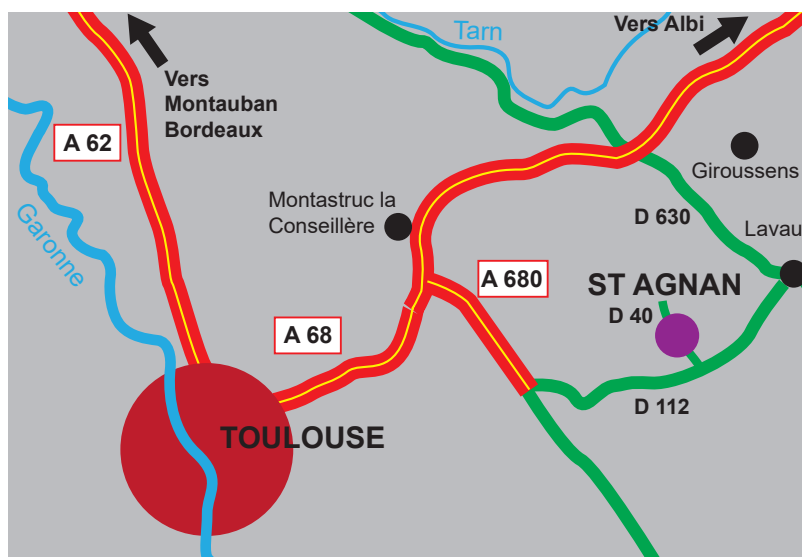 Tarn
Vers Albi
Vers
Montauban
Bordeaux
A 62
Giroussens
Garonne
Montastruc la
Conseillère
D 630
Lavau
A 680
ST AGNAN
D 40
A 68
D 112
TOULOUSE